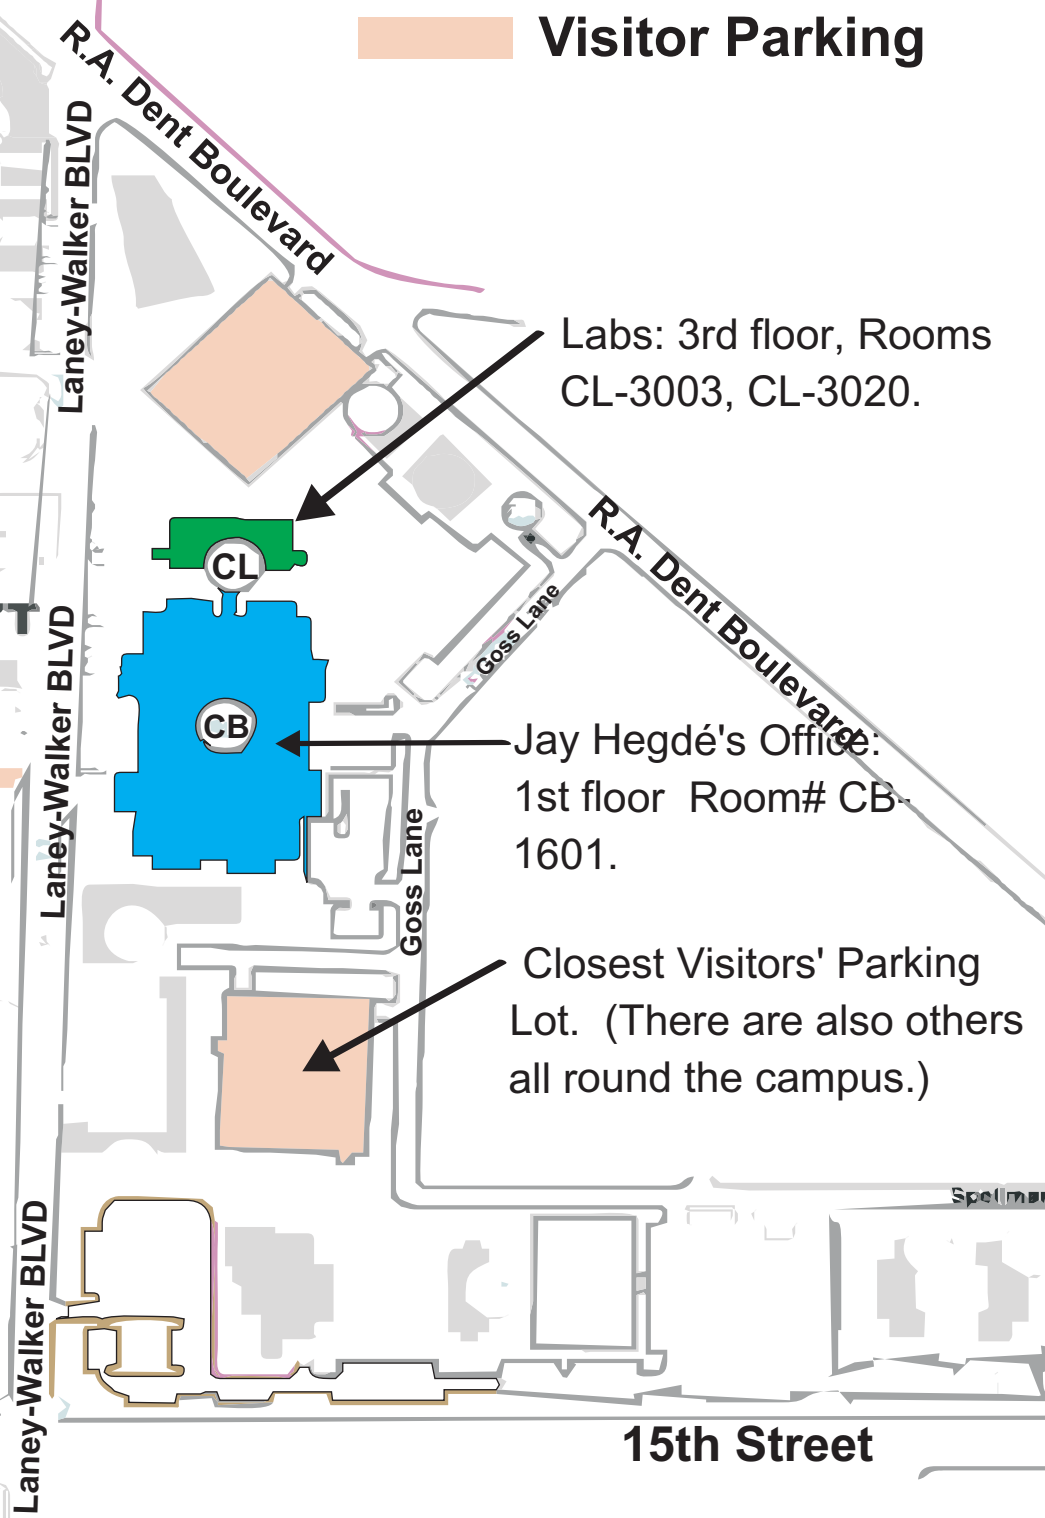 Visitor Parking
R.A. Dent Boulevard
Laney-Walker BLVD
Labs: 3rd floor, Rooms
CL-3003, CL-3020.
R.A. Dent Boulevard
CL
Goss Lane
Laney-Walker BLVD
CB
Jay Hegdé's Office:
1st floor Room# CB-
1601.
Goss Lane
Closest Visitors' Parking
Lot. (There are also others
all round the campus.)
Laney-Walker BLVD
15th Street